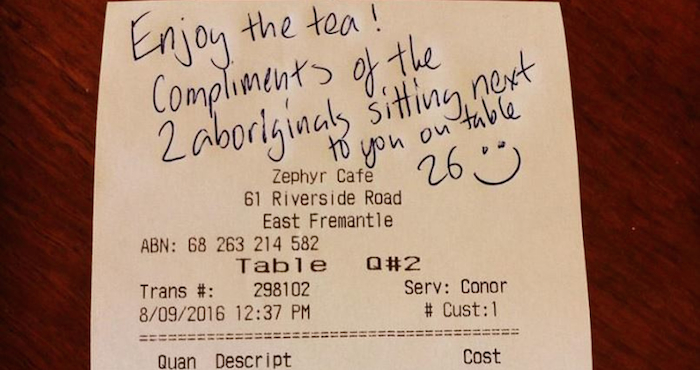 Enjoy the tea!
Compliments of the
2 aboriginals sitting next
to you on table
26 :)
Zephyr Cafe
61 Riverside Road
East Fremantle
ABN: 68 263 214 582
Table Q#2
Trans #: 298102 Serv: Conor
8/09/2016 12:37 PM # Cust:1
========================================
Quan Descript Cost